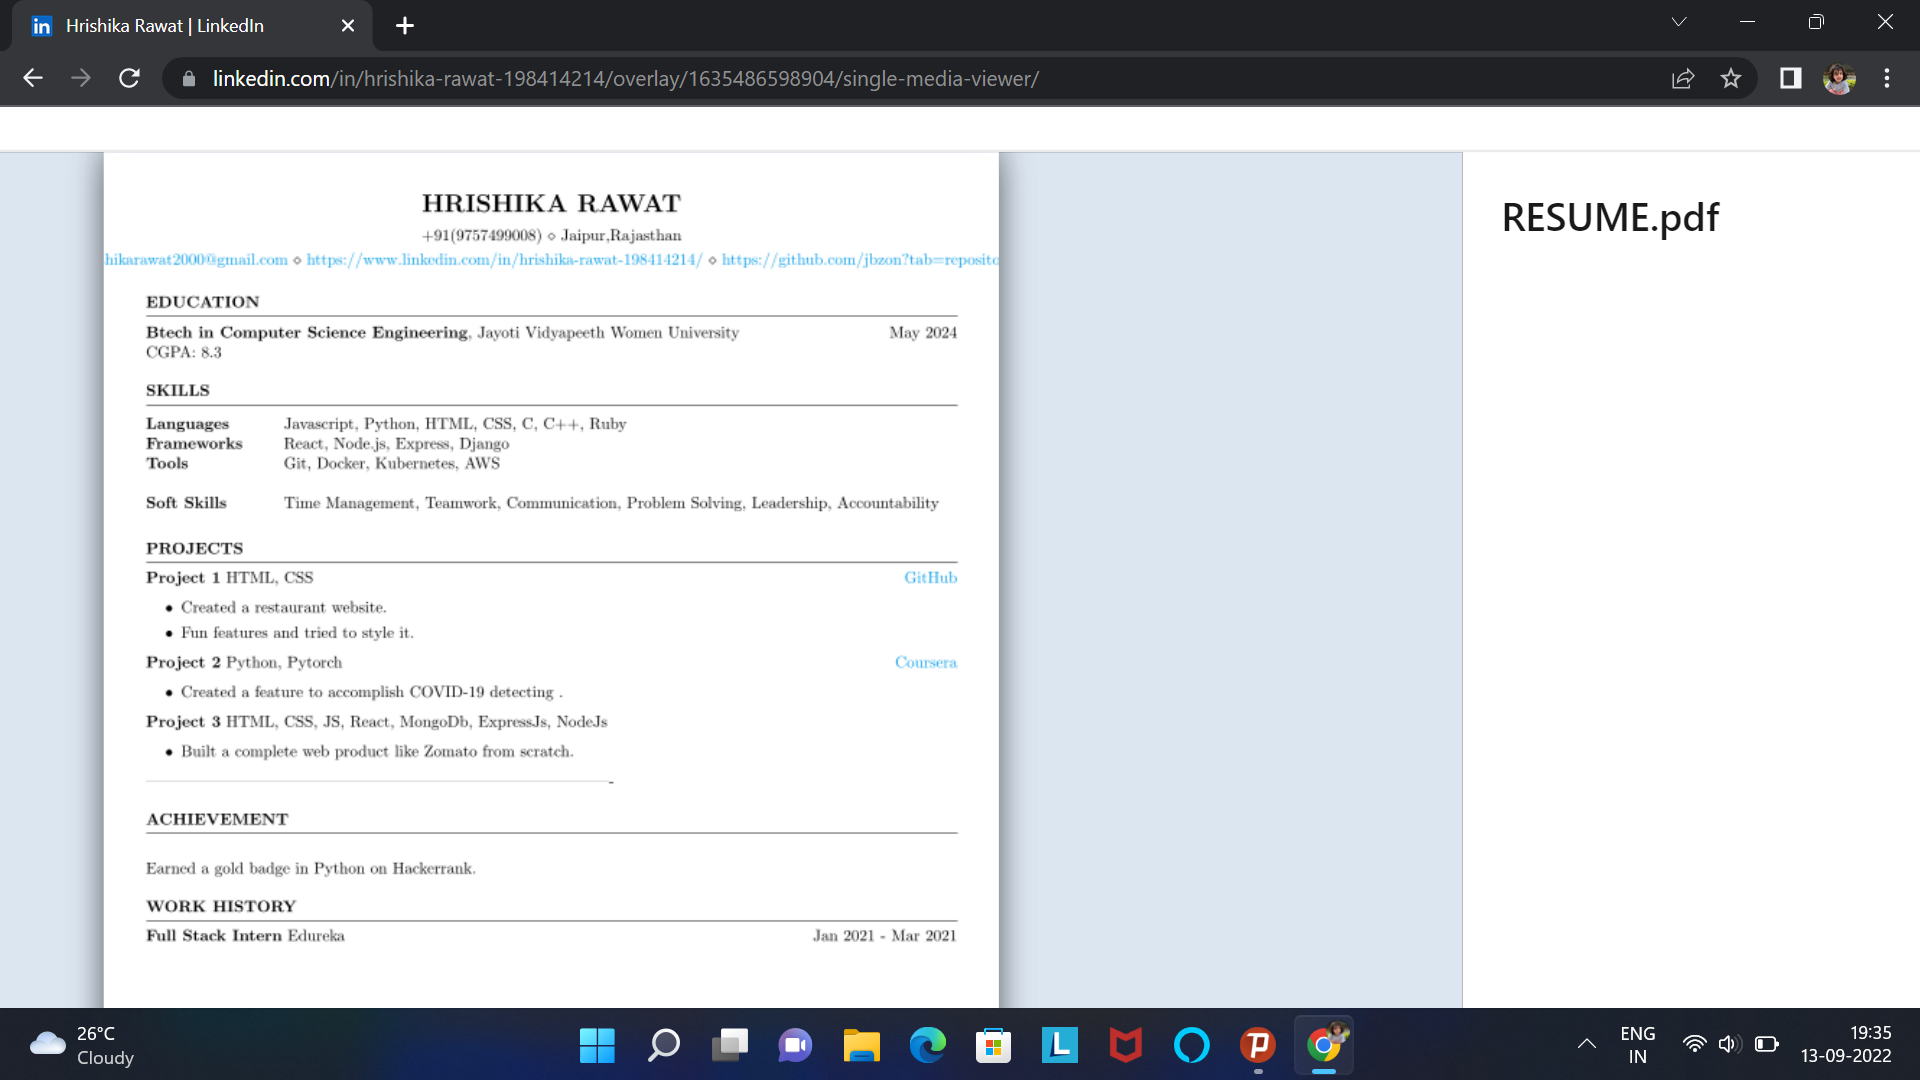 Hrishika Rawat | LinkedIn
linkedin.com/in/hrishika-rawat-198414214/overlay/1635486598904/single-media-viewer/
HRISHIKA RAWAT
+91(9757499008) ⋄ Jaipur,Rajasthan
hikarawat2000@gmail.com ⋄ https://www.linkedin.com/in/hrishika-rawat-198414214/ ⋄ https://github.com/jbzon?tab=reposito
RESUME.pdf
EDUCATION
Btech in Computer Science Engineering, Jayoti Vidyapeeth Women University May 2024
CGPA: 8.3
SKILLS
Languages Javascript, Python, HTML, CSS, C, C++, Ruby
Frameworks React, Node.js, Express, Django
Tools Git, Docker, Kubernetes, AWS
Soft Skills Time Management, Teamwork, Communication, Problem Solving, Leadership, Accountability
PROJECTS
Project 1 HTML, CSS GitHub
• Created a restaurant website.
• Fun features and tried to style it.
Project 2 Python, Pytorch Coursera
• Created a feature to accomplish COVID-19 detecting .
Project 3 HTML, CSS, JS, React, MongoDb, ExpressJs, NodeJs
• Built a complete web product like Zomato from scratch.
ACHIEVEMENT
Earned a gold badge in Python on Hackerrank.
WORK HISTORY
Full Stack Intern Edureka Jan 2021 - Mar 2021
26°C
Cloudy
ENG
IN
19:35
13-09-2022